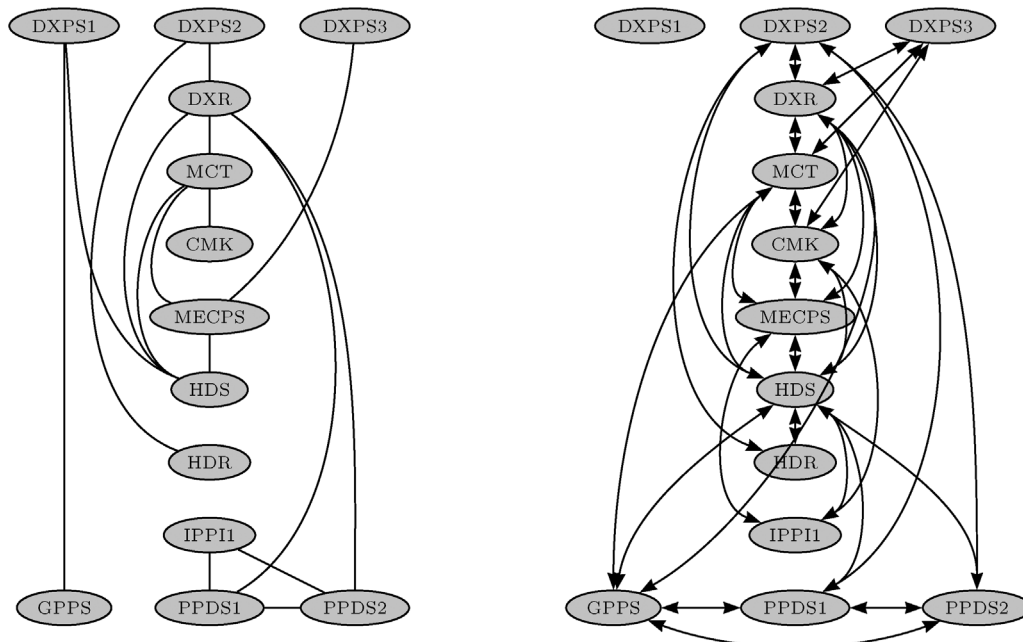 DXPS1 DXPS2 DXPS3 DXPS1 DXPS2 DXPS3
DXR DXR
MCT MCT
CMK CMK
MECPS MECPS
HDS HDS
HDR HDR
IPPI1 IPPI1
GPPS PPDS1 PPDS2 GPPS PPDS1 PPDS2